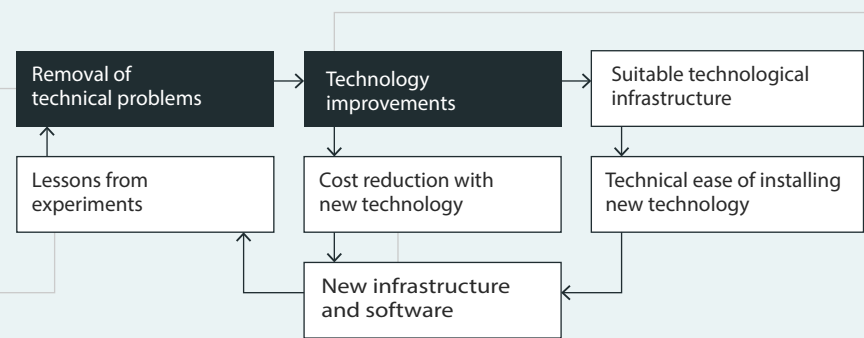 Removal of
technical problems
Technology
improvements
Suitable technological
infrastructure
Lessons from
experiments
Cost reduction with
new technology
Technical ease of installing
new technology
New infrastructure
and software